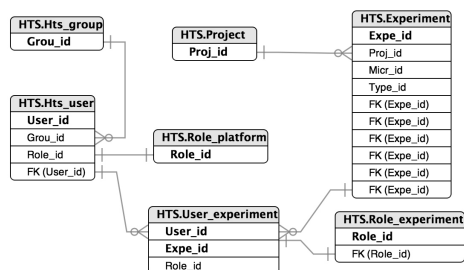 HTS.Hts_group
Grou_id
HTS.Project
Proj_id
HTS.Experiment
Expe_id
Proj_id
Micr_id
Type_id
FK (Expe_id)
FK (Expe_id)
FK (Expe_id)
FK (Expe_id)
FK (Expe_id)
FK (Expe_id)
HTS.Hts_user
User_id
Grou_id
Role_id
FK (User_id)
HTS.Role_platform
Role_id
HTS.User_experiment
User_id
Expe_id
Role_id
HTS.Role_experiment
Role_id
FK (Role_id)